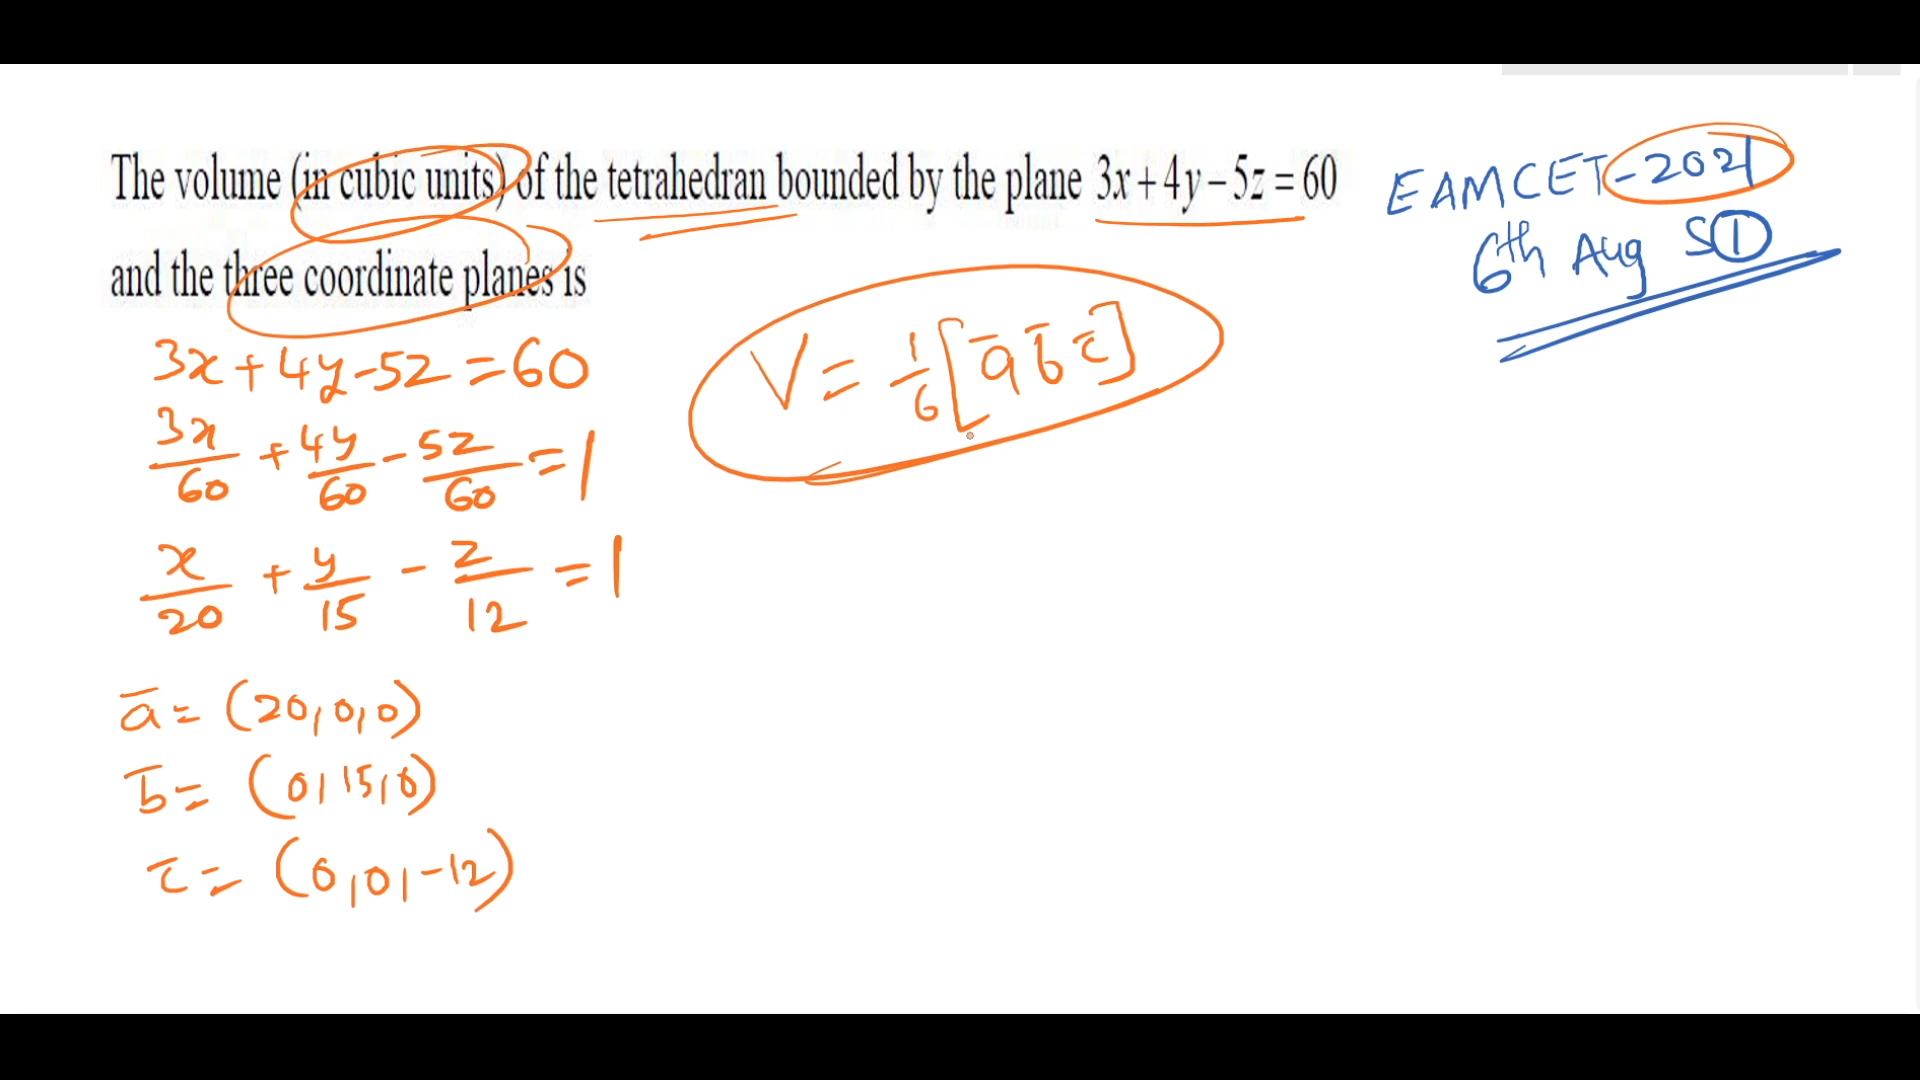 The volume (in cubic units) of the tetrahedran bounded by the plane 3x + 4y − 5z = 60
and the three coordinate planes is
EAMCET-2021
6th Aug S①
3x+4y-5z=60
V = 1/6 [a̅ b̅ c̅]
3x/60 + 4y/60 - 5z/60 = 1
x/20 + y/15 - z/12 = 1
a̅ = (20,0,0)
b̅ = (0,15,0)
c̅ = (0,0,-12)